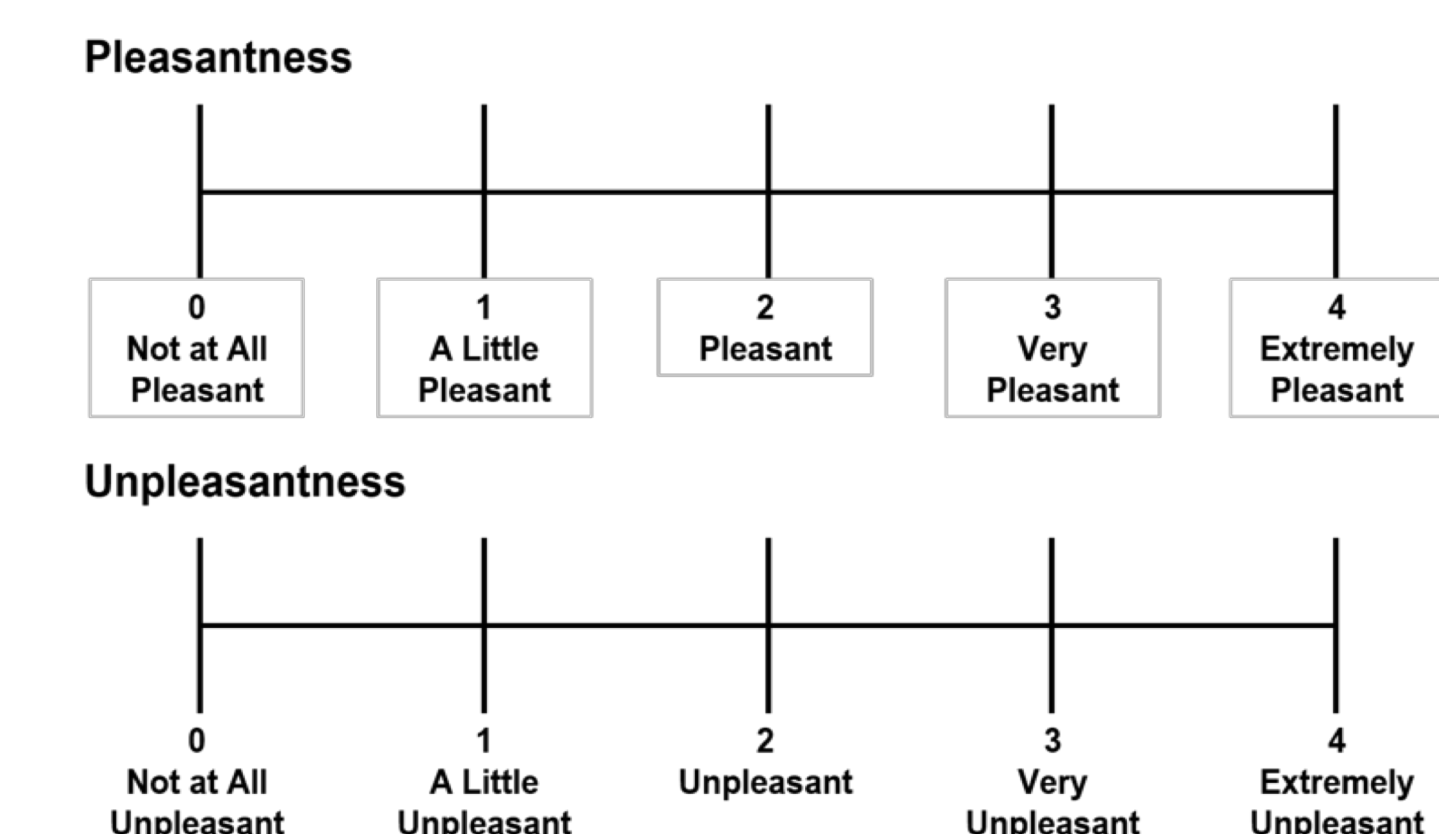 Pleasantness
0 1 2 3 4
Not at All A Little Pleasant Very Extremely
Pleasant Pleasant Pleasant Pleasant
Unpleasantness
0 1 2 3 4
Not at All A Little Unpleasant Very Extremely
Unpleasant Unpleasant Unpleasant Unpleasant